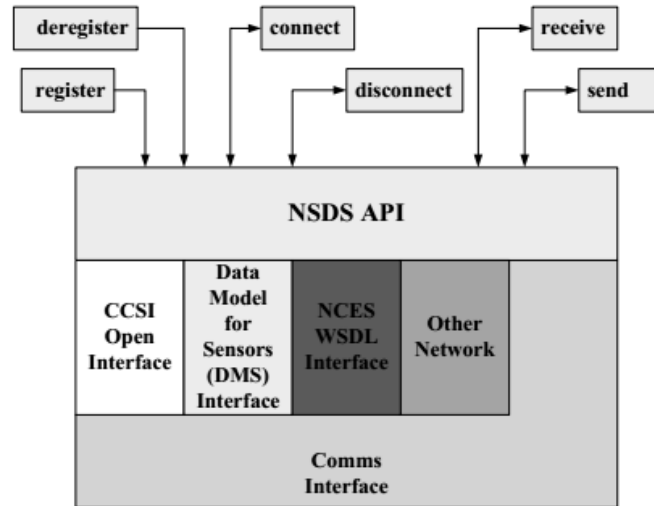 deregister
connect
receive
register
disconnect
send
NSDS API
CCSI
Open
Interface
Data
Model
for
Sensors
(DMS)
Interface
NCES
WSDL
Interface
Other
Network
Comms
Interface